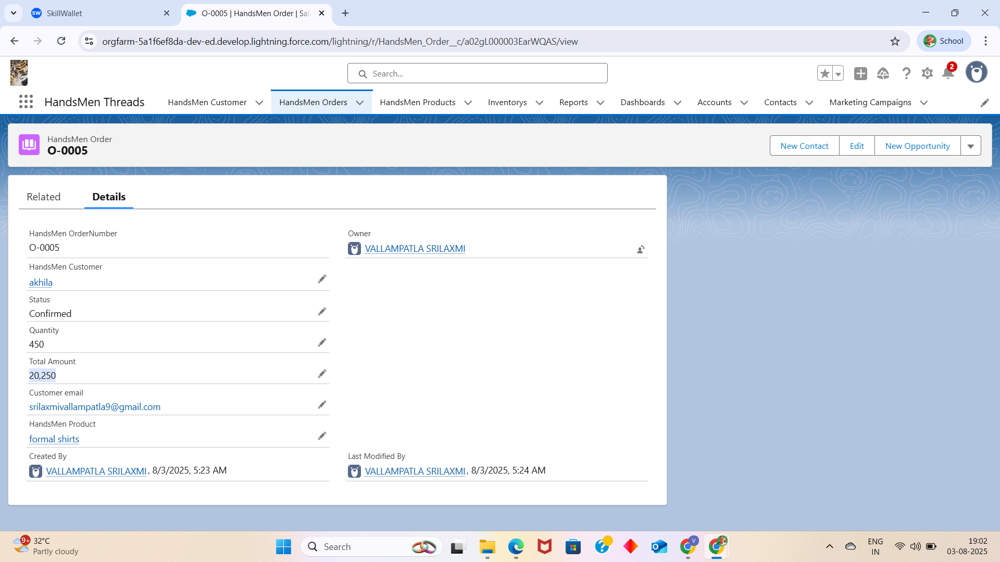 SW SkillWallet
O-0005 | HandsMen Order | Sal
orgfarm-5a1f6ef8da-dev-ed.develop.lightning.force.com/lightning/r/HandsMen_Order__c/a02gL000003EarWQAS/view
School
Search...
2
HandsMen Threads
HandsMen Customer
HandsMen Orders
HandsMen Products
Inventorys
Reports
Dashboards
Accounts
Contacts
Marketing Campaigns
HandsMen Order
O-0005
New Contact
Edit
New Opportunity
Related
Details
HandsMen OrderNumber
O-0005
Owner
VALLAMPATLA SRILAXMI
HandsMen Customer
akhila
Status
Confirmed
Quantity
450
Total Amount
20,250
Customer email
srilaxmivallampatla9@gmail.com
HandsMen Product
formal shirts
Created By
VALLAMPATLA SRILAXMI, 8/3/2025, 5:23 AM
Last Modified By
VALLAMPATLA SRILAXMI, 8/3/2025, 5:24 AM
9+
32°C
Partly cloudy
Search
V
ENG
IN
19:02
03-08-2025